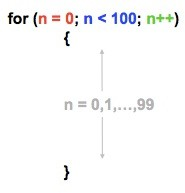 for (n = 0; n < 100; n++)
{
n = 0,1,...,99
}